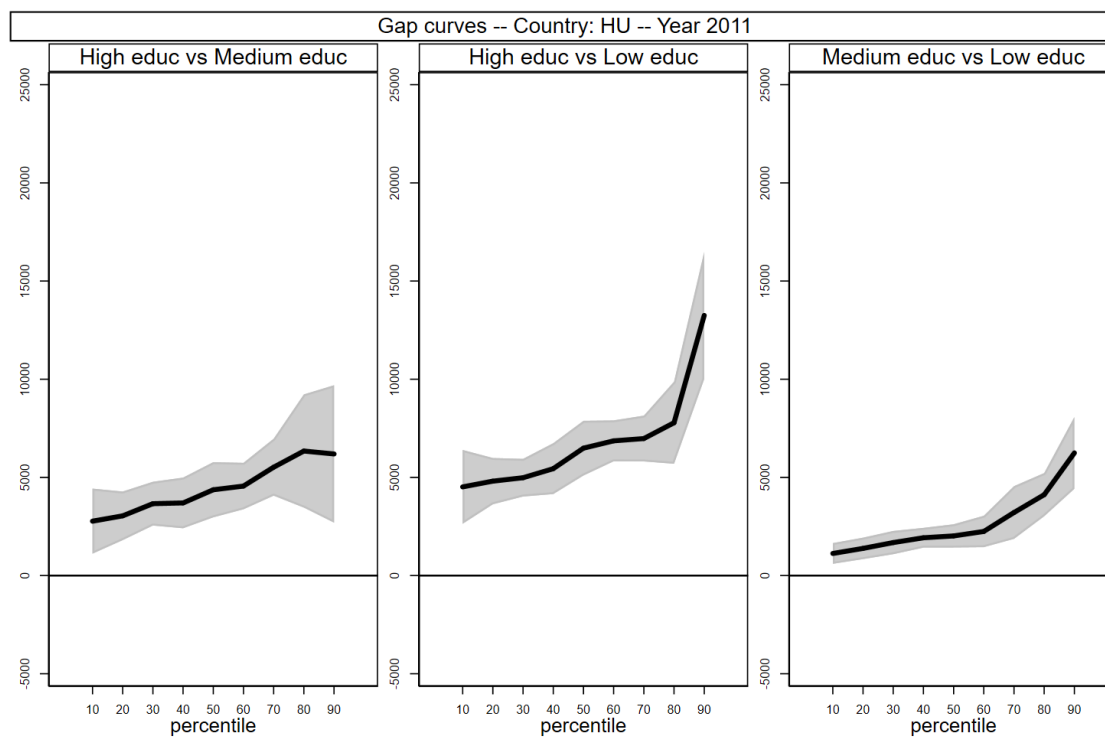 Gap curves -- Country: HU -- Year 2011
High educ vs Medium educ
25000
20000
15000
10000
5000
0
-5000
10 20 30 40 50 60 70 80 90
percentile
High educ vs Low educ
25000
20000
15000
10000
5000
0
-5000
10 20 30 40 50 60 70 80 90
percentile
Medium educ vs Low educ
25000
20000
15000
10000
5000
0
-5000
10 20 30 40 50 60 70 80 90
percentile